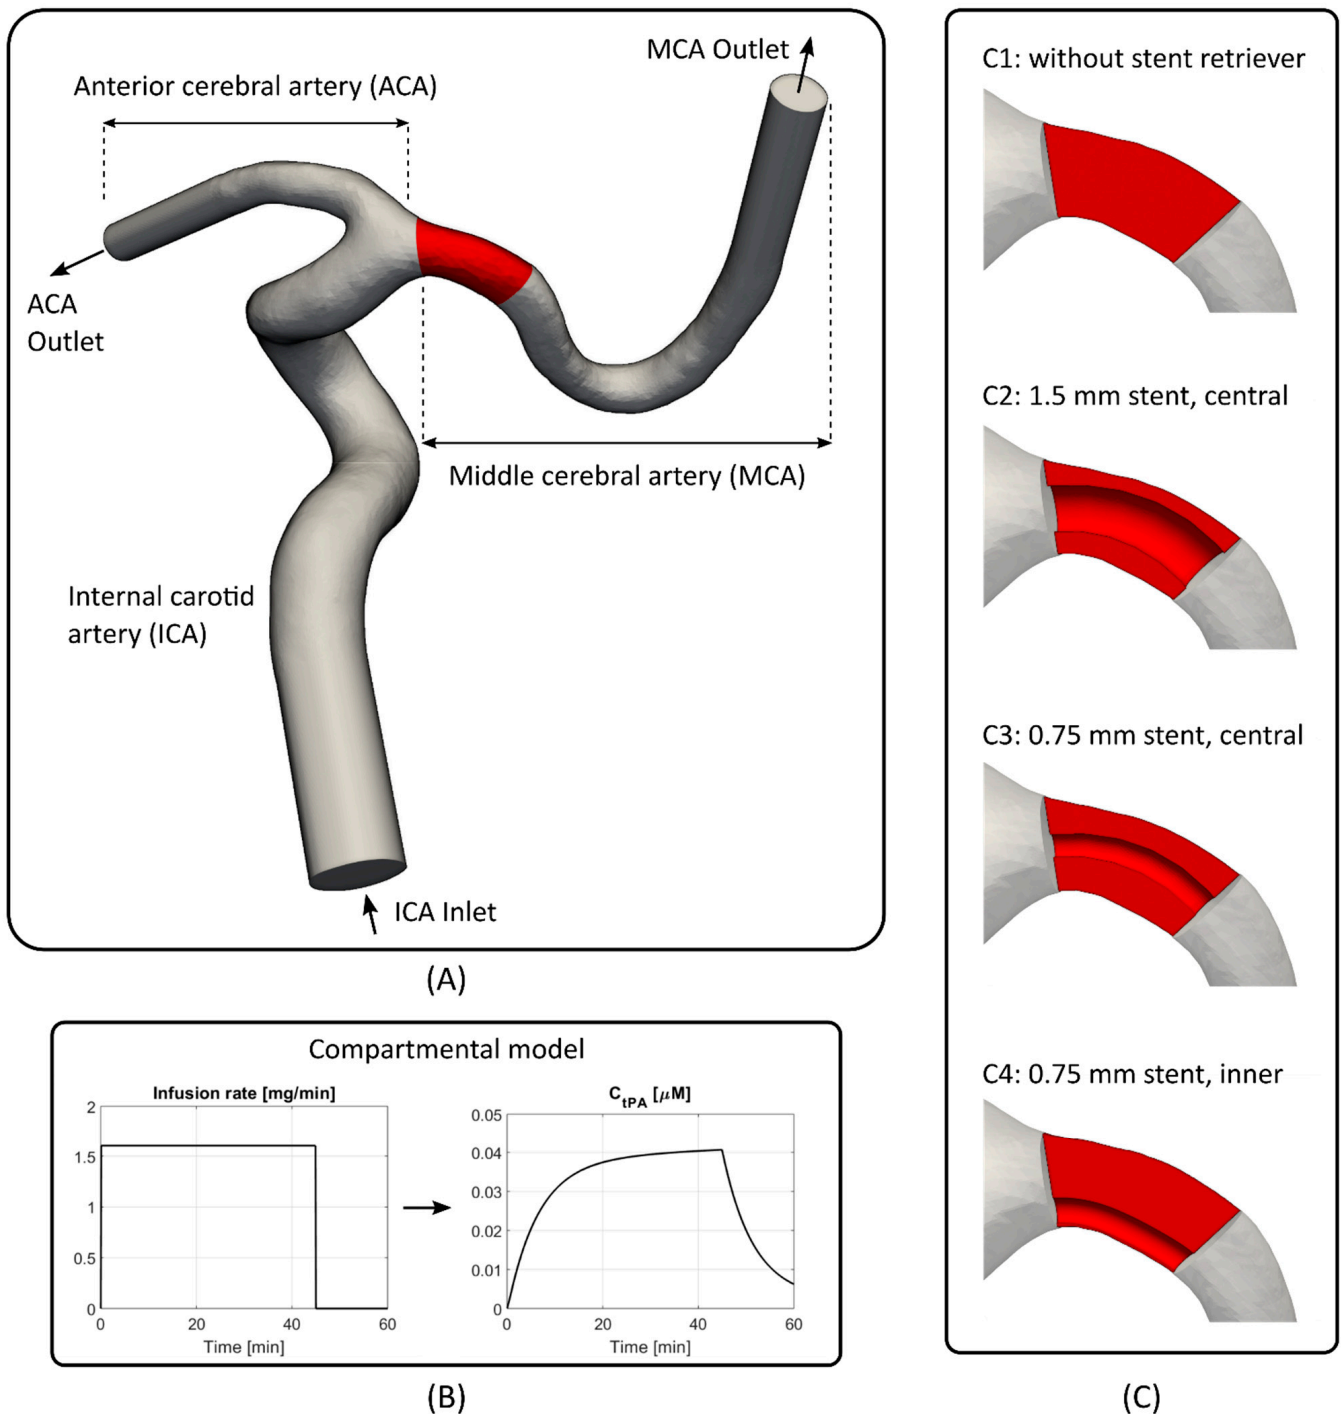 Anterior cerebral artery (ACA)
MCA Outlet
ACA
Outlet
Middle cerebral artery (MCA)
Internal carotid
artery (ICA)
ICA Inlet
(A)
Compartmental model
Infusion rate [mg/min]
2
1.5
1
0.5
0
0
20
40
60
Time [min]
C_tPA [μM]
0.05
0.04
0.03
0.02
0.01
0
0
20
40
60
Time [min]
(B)
C1: without stent retriever
C2: 1.5 mm stent, central
C3: 0.75 mm stent, central
C4: 0.75 mm stent, inner
(C)